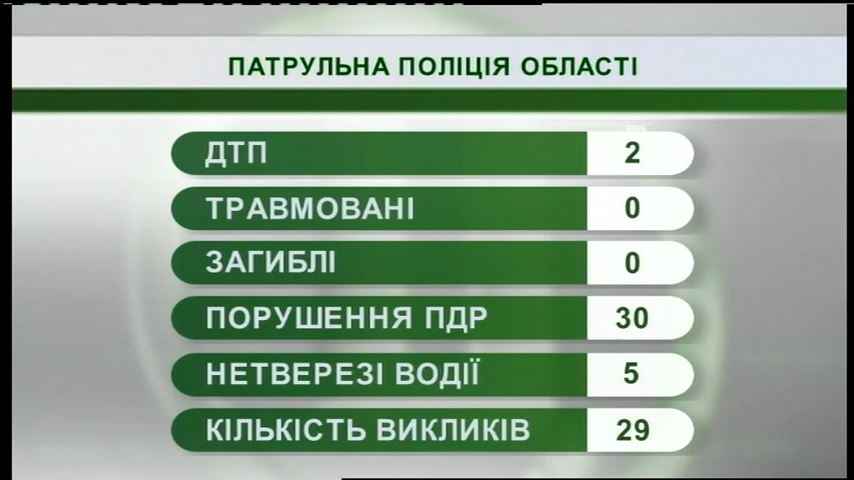 ПАТРУЛЬНА ПОЛІЦІЯ ОБЛАСТІ
ДТП 2
ТРАВМОВАНІ 0
ЗАГИБЛІ 0
ПОРУШЕННЯ ПДР 30
НЕТВЕРЕЗІ ВОДІЇ 5
КІЛЬКІСТЬ ВИКЛИКІВ 29